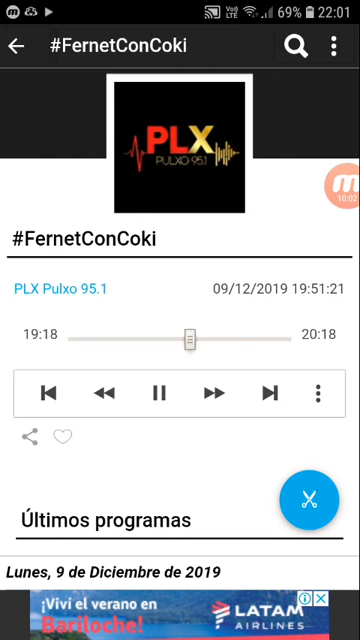 Vo)) LTE 69% 22:01
#FernetConCoki
PLX
PULXO 95.1
10:02
#FernetConCoki
PLX Pulxo 95.1 09/12/2019 19:51:21
19:18 20:18
Últimos programas
Lunes, 9 de Diciembre de 2019
¡Viví el verano en
Bariloche!
LATAM
AIRLINES